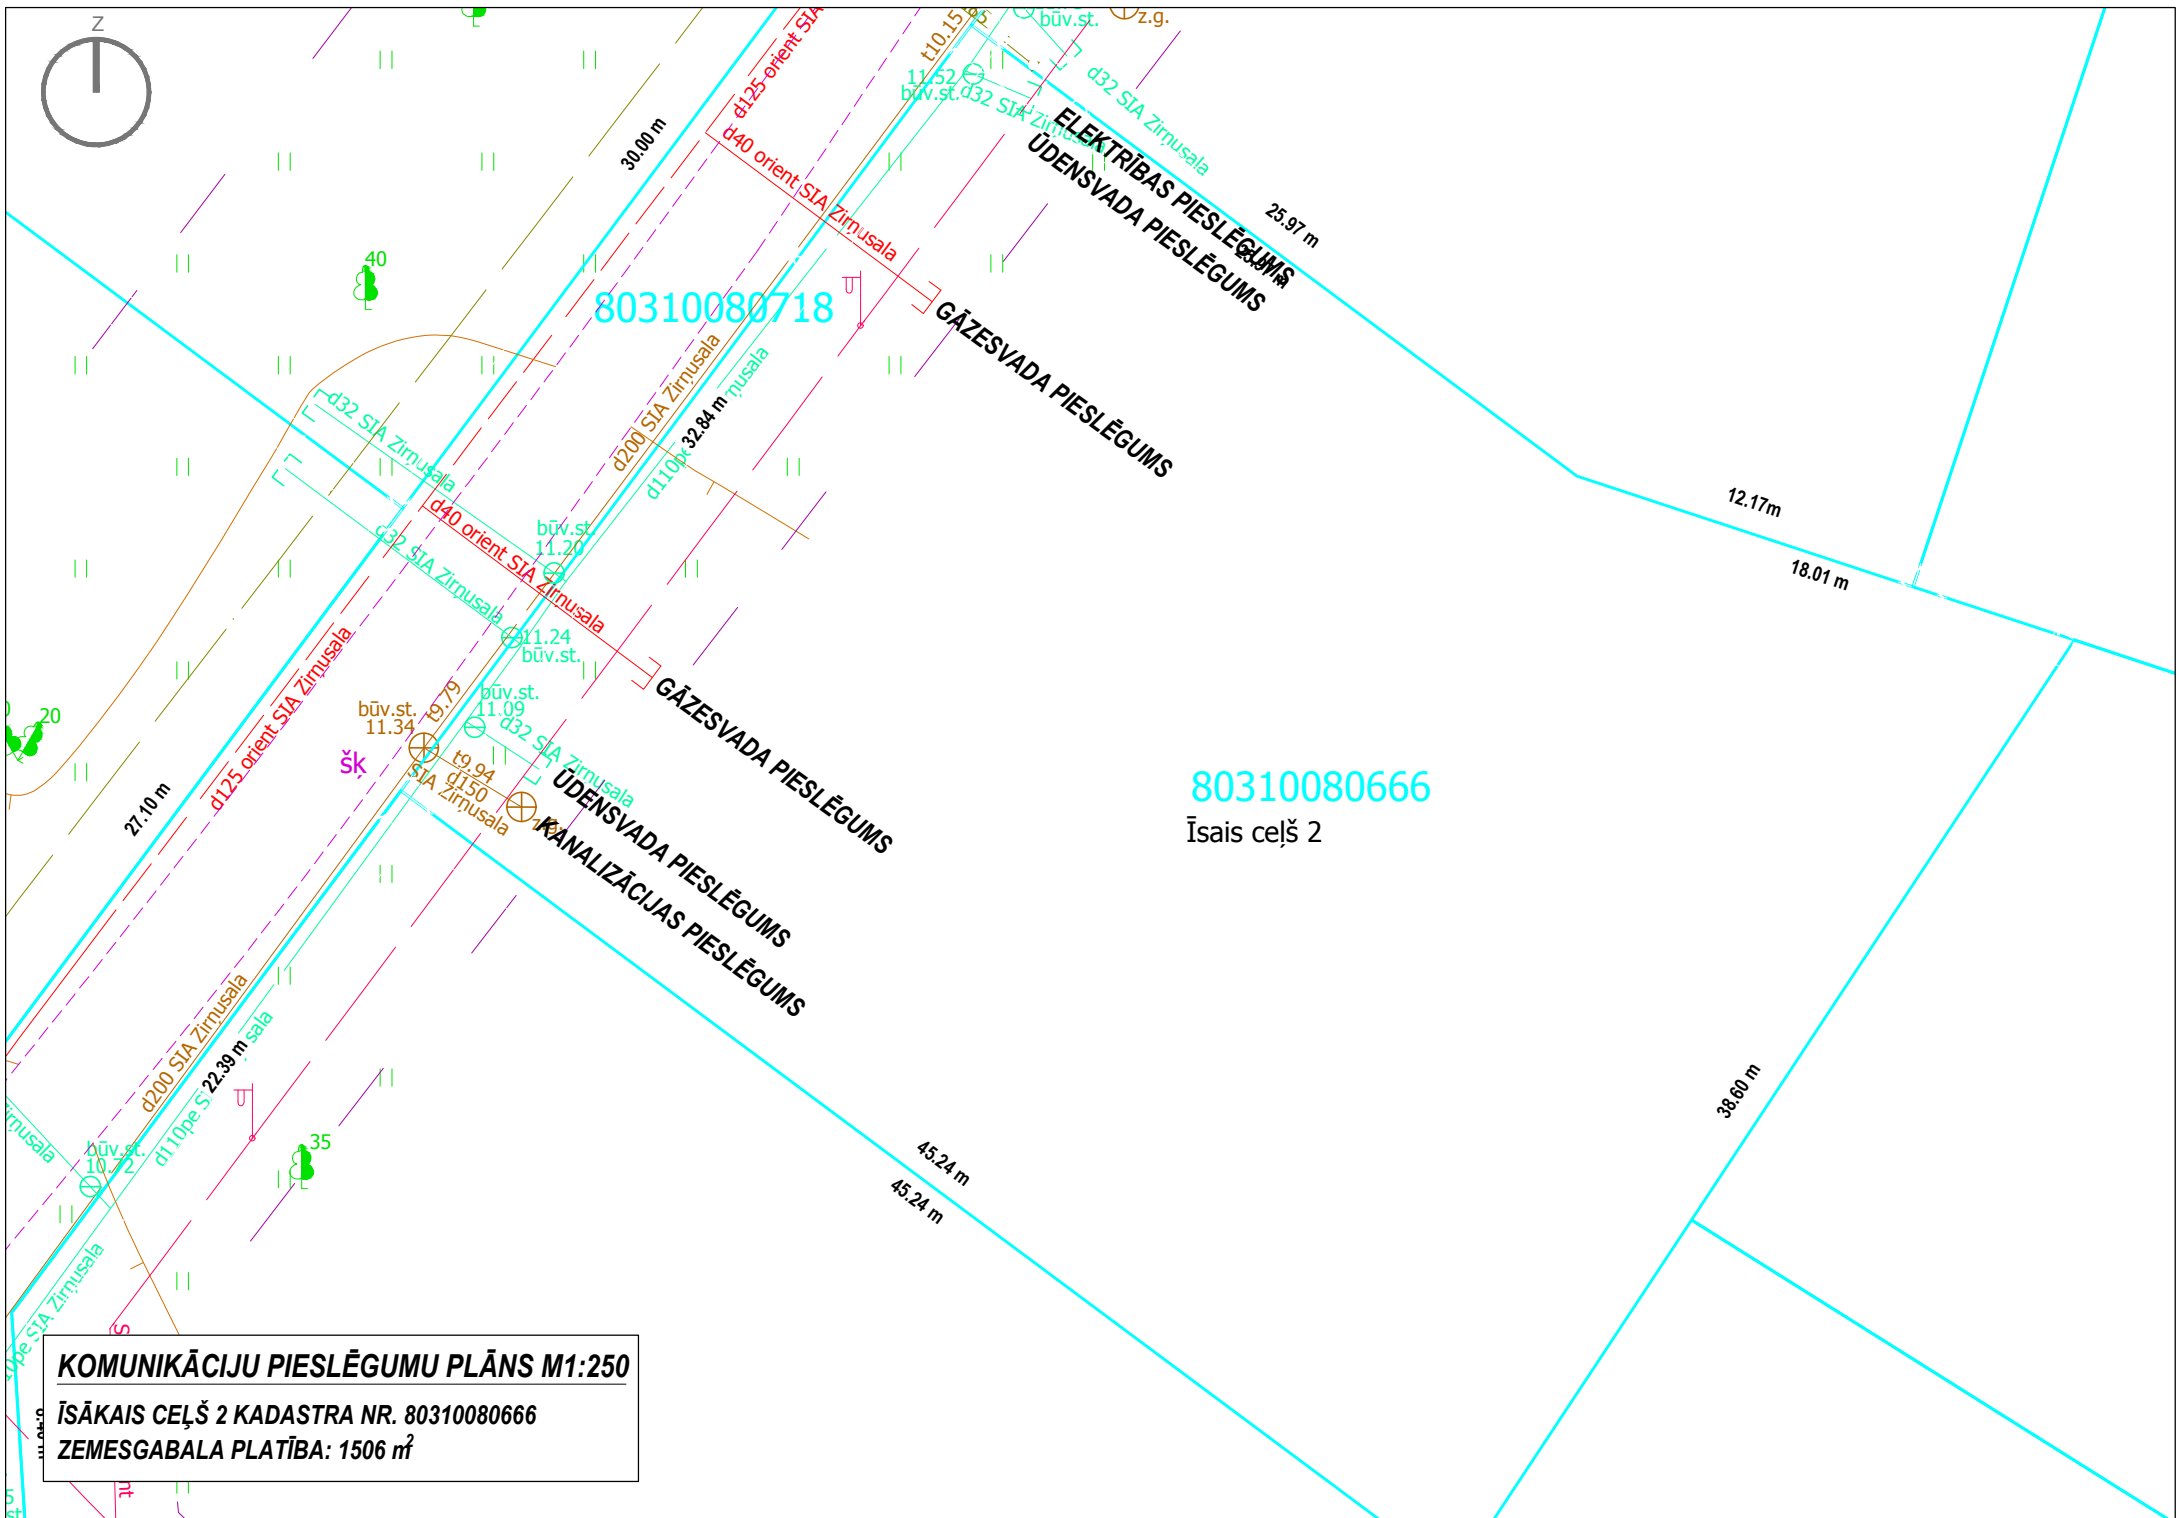 Z
30.00 m
d125 orient SIA
d40 orient SIA Zirņusala
t10.15
būv.st.
z.g.
11.52
būv.st.
d32 SIA Zirņusala
d32 SIA Zirņusala
ELEKTRĪBAS PIESLĒGUMS
ŪDENSVADA PIESLĒGUMS
25.97 m
25.97 m
40
80310080718
GĀZESVADA PIESLĒGUMS
d200 SIA Zirņusala
32.84 m
d32 SIA Zirņusala
d32 SIA Zirņusala
d40 orient SIA Zirņusala
būv.st.
11.20
11.24
būv.st.
12.17m
18.01 m
d125 orient SIA Zirņusala
20
27.10 m
šķ
būv.st.
11.34
t9.79
būv.st.
11.09
d32 SIA Zirņusala
t9.94
d150
SIA Zirņusala
GĀZESVADA PIESLĒGUMS
ŪDENSVADA PIESLĒGUMS
KANALIZĀCIJAS PIESLĒGUMS
80310080666
Īsais ceļš 2
d200 SIA Zirņusala
22.39 m
būv.st.
10.72
35
45.24 m
45.24 m
38.60 m
KOMUNIKĀCIJU PIESLĒGUMU PLĀNS M1:250
ĪSĀKAIS CEĻŠ 2 KADASTRA NR. 80310080666
ZEMESGABALA PLATĪBA: 1506 m²